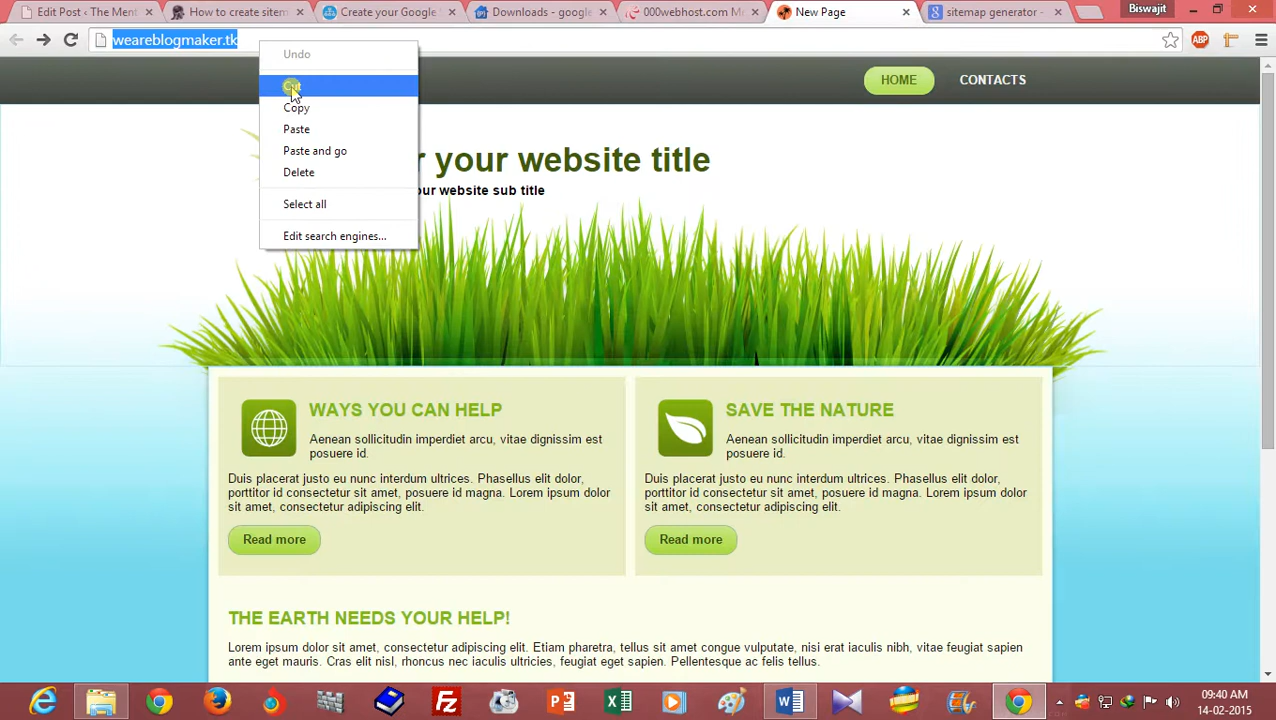 Edit Post ‹ The Ment
How to create sitem
Create your Google
Downloads - google
000webhost.com M
New Page
sitemap generator -
Biswajit
weareblogmaker.tk
ABP
Undo
Cut
Copy
Paste
Paste and go
Delete
Select all
Edit search engines...
HOME
CONTACTS
r your website title
our website sub title
WAYS YOU CAN HELP
Aenean sollicitudin imperdiet arcu, vitae dignissim est
posuere id.
Duis placerat justo eu nunc interdum ultrices. Phasellus elit dolor,
porttitor id consectetur sit amet, posuere id magna. Lorem ipsum dolor
sit amet, consectetur adipiscing elit.
Read more
SAVE THE NATURE
Aenean sollicitudin imperdiet arcu, vitae dignissim est
posuere id.
Duis placerat justo eu nunc interdum ultrices. Phasellus elit dolor,
porttitor id consectetur sit amet, posuere id magna. Lorem ipsum dolor
sit amet, consectetur adipiscing elit.
Read more
THE EARTH NEEDS YOUR HELP!
Lorem ipsum dolor sit amet, consectetur adipiscing elit. Etiam pharetra, tellus sit amet congue vulputate, nisi erat iaculis nibh, vitae feugiat sapien
ante eget mauris. Cras elit nisl, rhoncus nec iaculis ultricies, feugiat eget sapien. Pellentesque ac felis tellus.
09:40 AM
14-02-2015